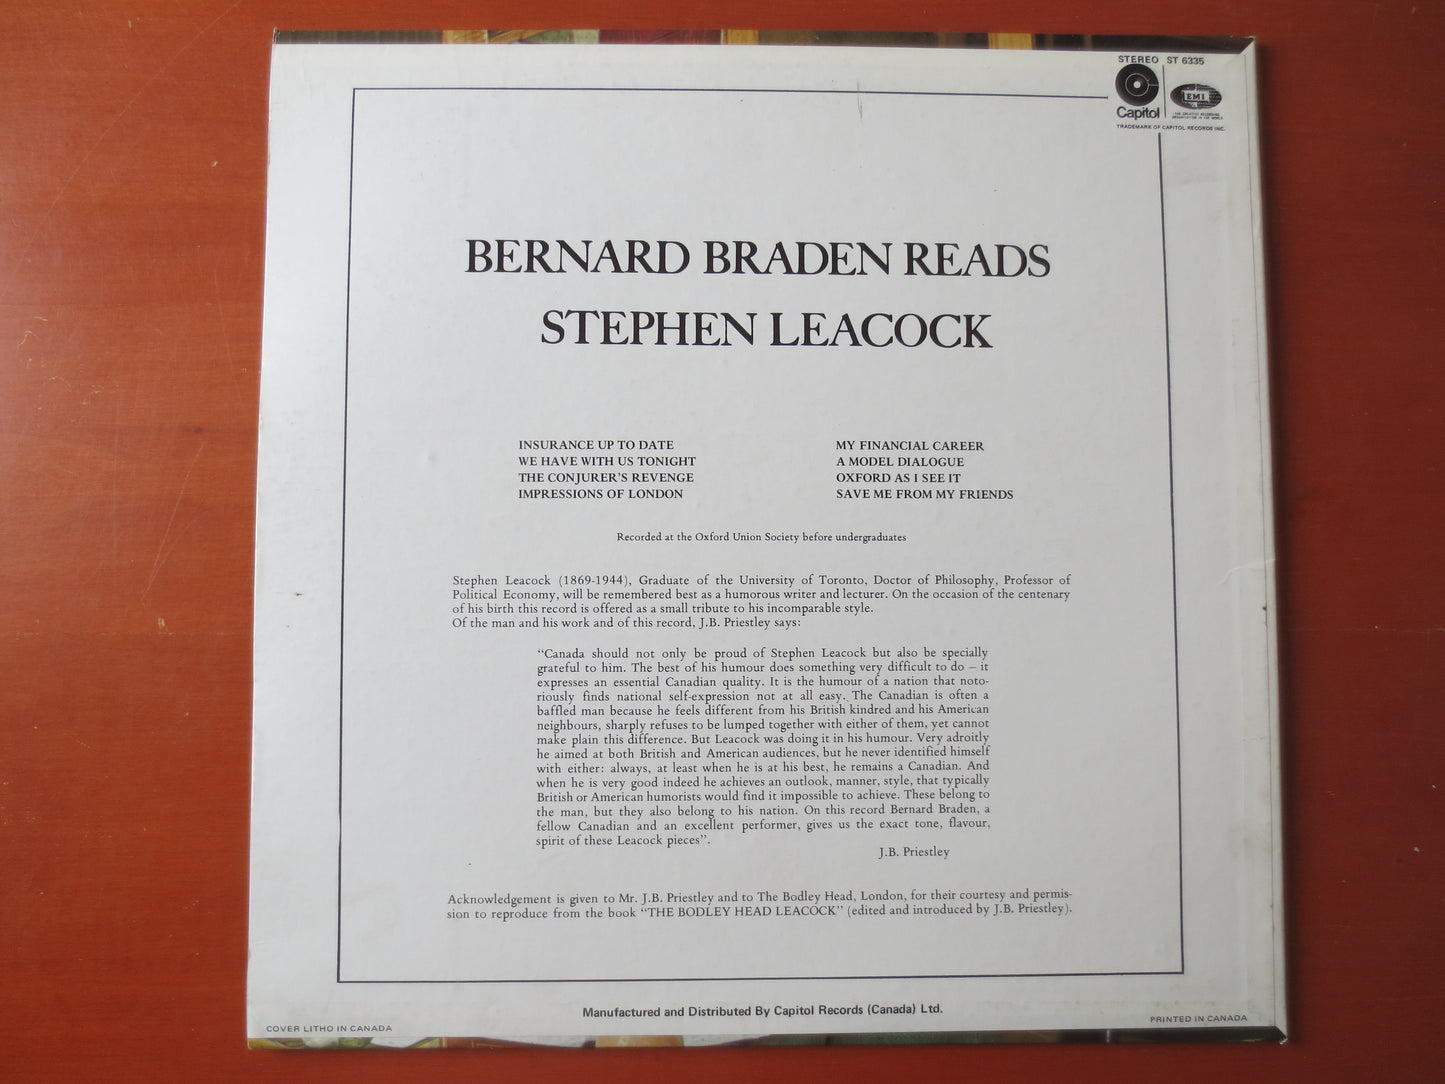 STEREO ST 6335
Capitol
EMI
THE GREATEST RECORDING
ORGANISATION IN THE WORLD
TRADEMARK OF CAPITOL RECORDS INC.
BERNARD BRADEN READS
STEPHEN LEACOCK
INSURANCE UP TO DATE
WE HAVE WITH US TONIGHT
THE CONJURER'S REVENGE
IMPRESSIONS OF LONDON
MY FINANCIAL CAREER
A MODEL DIALOGUE
OXFORD AS I SEE IT
SAVE ME FROM MY FRIENDS
Recorded at the Oxford Union Society before undergraduates
Stephen Leacock (1869-1944), Graduate of the University of Toronto, Doctor of Philosophy, Professor of
Political Economy, will be remembered best as a humorous writer and lecturer. On the occasion of the centenary
of his birth this record is offered as a small tribute to his incomparable style.
Of the man and his work and of this record, J.B. Priestley says:
"Canada should not only be proud of Stephen Leacock but also be specially
grateful to him. The best of his humour does something very difficult to do – it
expresses an essential Canadian quality. It is the humour of a nation that noto-
riously finds national self-expression not at all easy. The Canadian is often a
baffled man because he feels different from his British kindred and his American
neighbours, sharply refuses to be lumped together with either of them, yet cannot
make plain this difference. But Leacock was doing it in his humour. Very adroitly
he aimed at both British and American audiences, but he never identified himself
with either: always, at least when he is at his best, he remains a Canadian. And
when he is very good indeed he achieves an outlook, manner, style, that typically
British or American humorists would find it impossible to achieve. These belong to
the man, but they also belong to his nation. On this record Bernard Braden, a
fellow Canadian and an excellent performer, gives us the exact tone, flavour,
spirit of these Leacock pieces".
J.B. Priestley
Acknowledgement is given to Mr. J.B. Priestley and to The Bodley Head, London, for their courtesy and permis-
sion to reproduce from the book "THE BODLEY HEAD LEACOCK" (edited and introduced by J.B. Priestley).
Manufactured and Distributed By Capitol Records (Canada) Ltd.
COVER LITHO IN CANADA
PRINTED IN CANADA